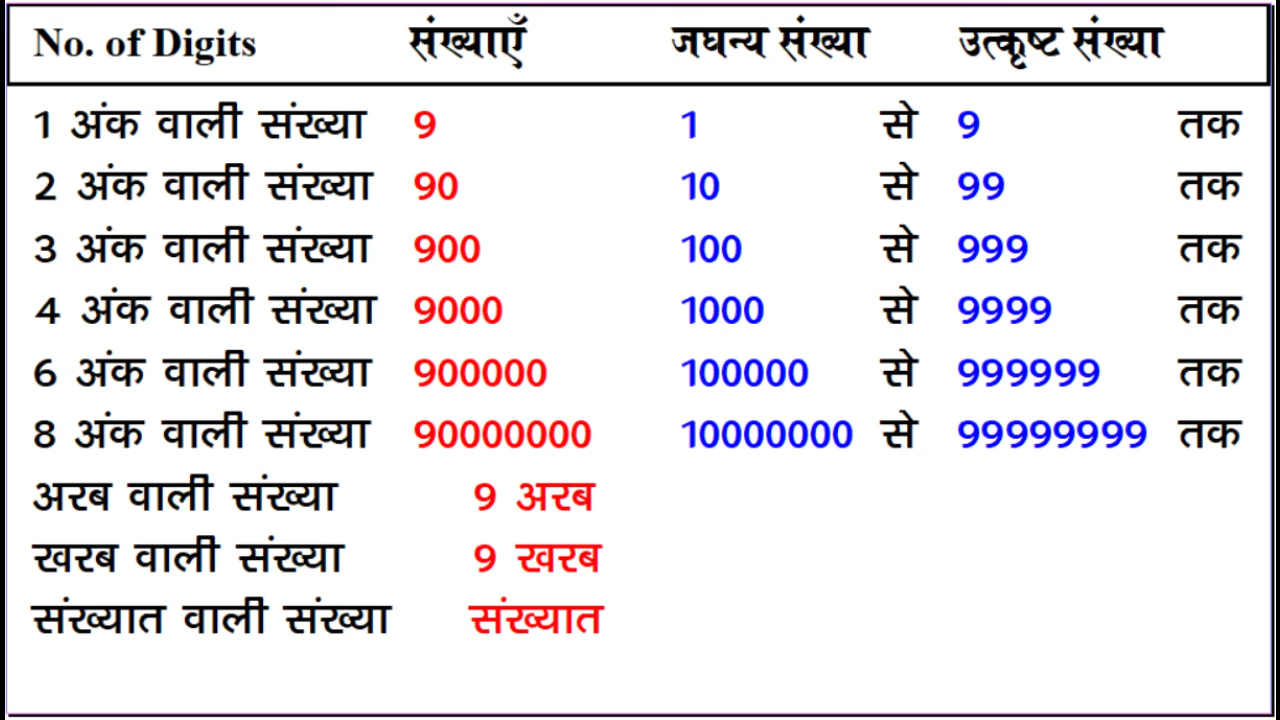 No. of Digits संख्याएँ जघन्य संख्या उत्कृष्ट संख्या
1 अंक वाली संख्या 9 1 से 9 तक
2 अंक वाली संख्या 90 10 से 99 तक
3 अंक वाली संख्या 900 100 से 999 तक
4 अंक वाली संख्या 9000 1000 से 9999 तक
6 अंक वाली संख्या 900000 100000 से 999999 तक
8 अंक वाली संख्या 90000000 10000000 से 99999999 तक
अरब वाली संख्या 9 अरब
खरब वाली संख्या 9 खरब
संख्यात वाली संख्या संख्यात